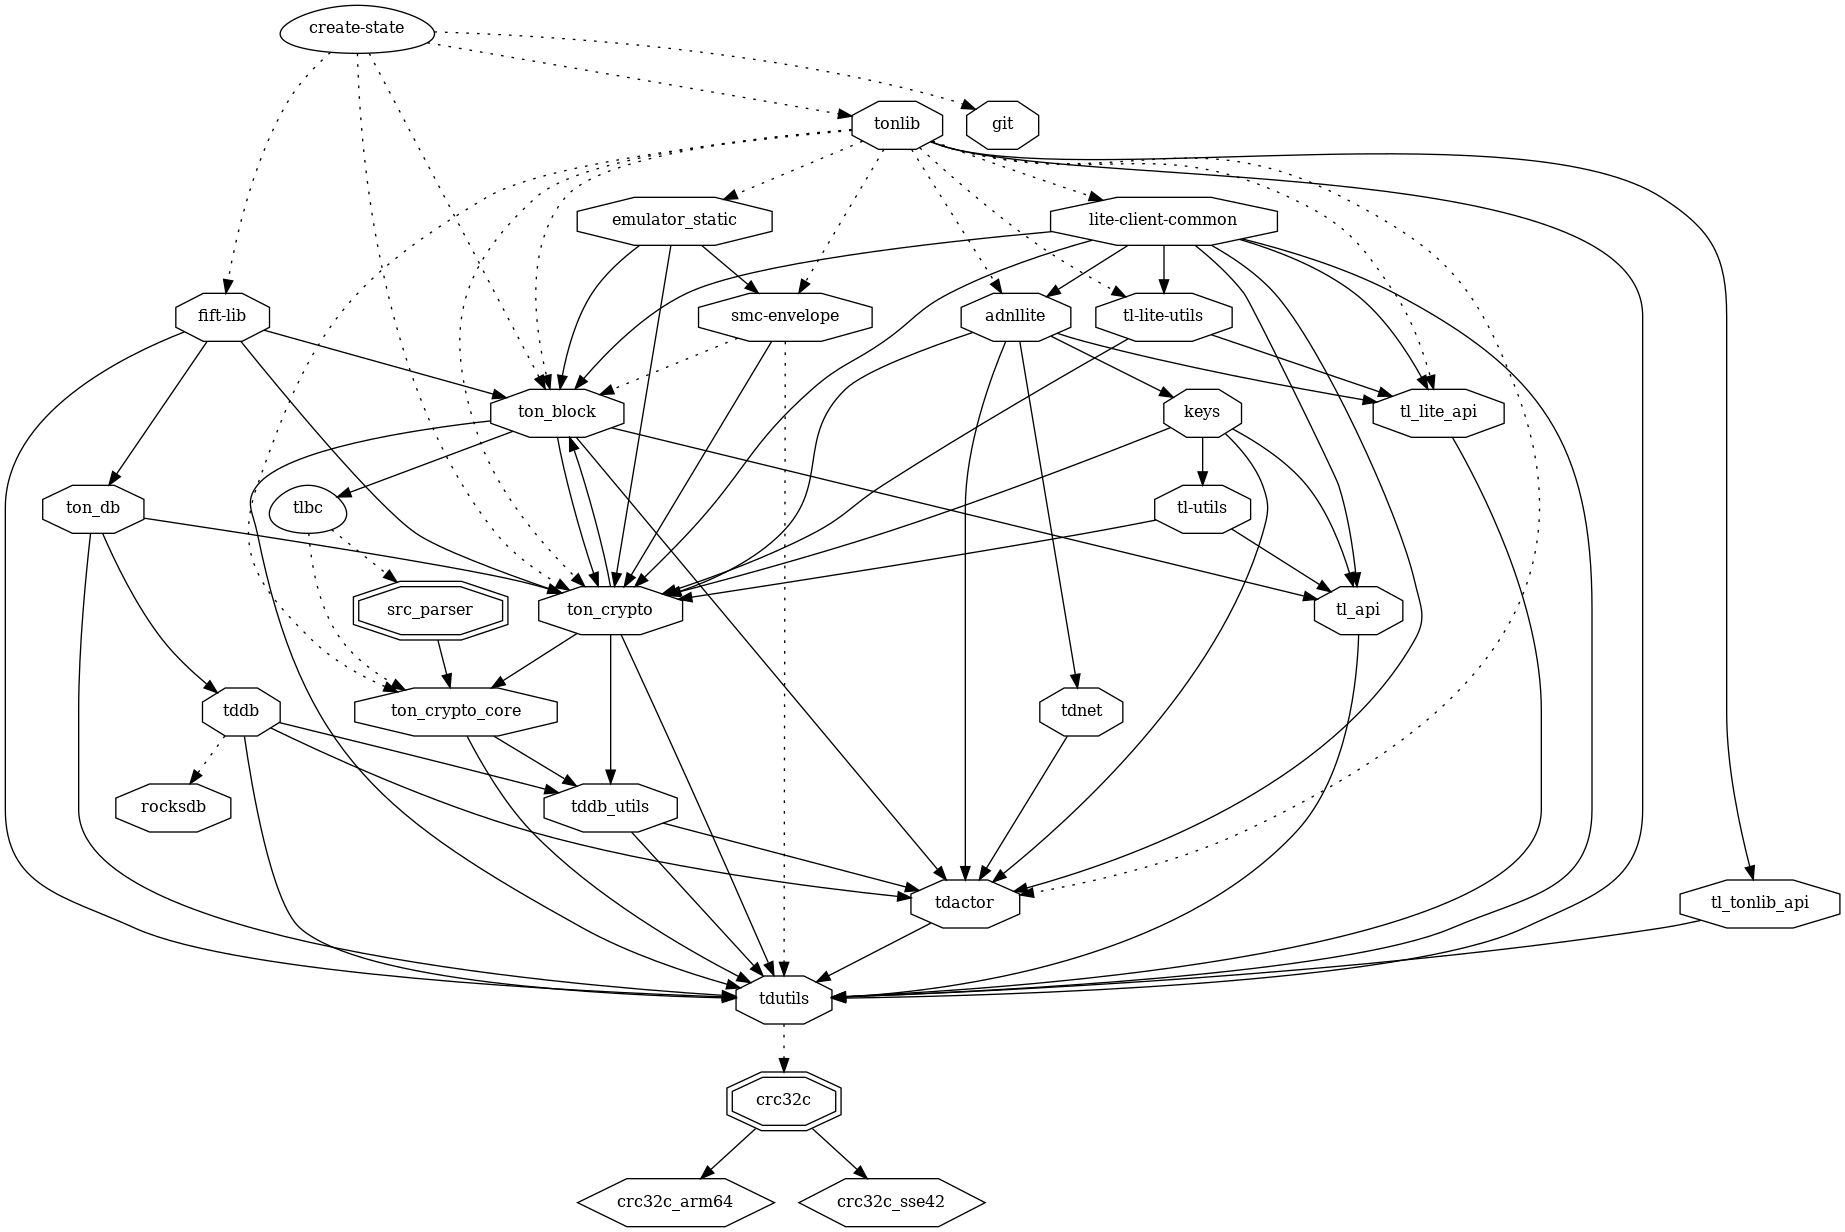 create-state
tonlib
git
emulator_static
lite-client-common
fift-lib
smc-envelope
adnllite
tl-lite-utils
ton_block
keys
tl_lite_api
ton_db
tlbc
tl-utils
src_parser
ton_crypto
tl_api
tddb
ton_crypto_core
tdnet
rocksdb
tddb_utils
tdactor
tl_tonlib_api
tdutils
crc32c
crc32c_arm64
crc32c_sse42